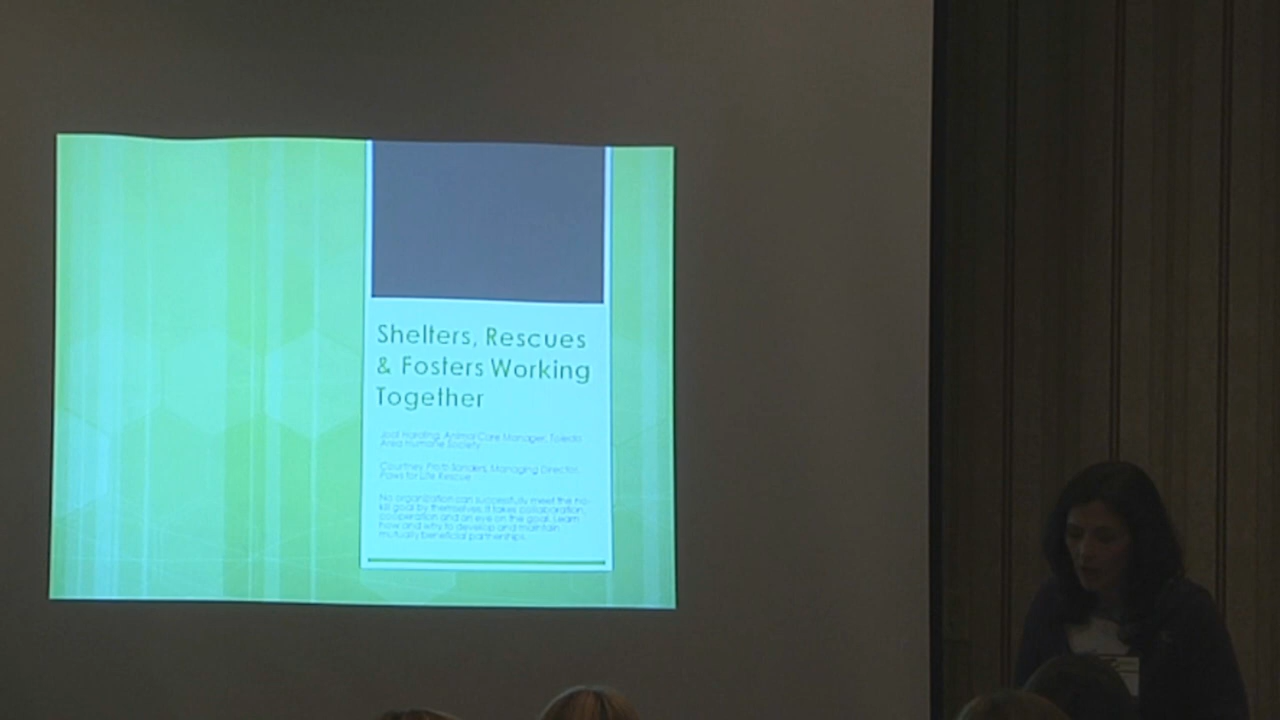 Shelters, Rescues
& Fosters Working
Together
Harding, Animal Care Manager, Toledo
Area Humane Society
Courtney Sanders, Managing Director,
Paws for Life Rescue
No organization can successfully meet the no-
kill goal by themselves. It takes collaboration,
cooperation and an eye on the goal. Learn
how and why to develop and maintain
mutually beneficial partnerships.